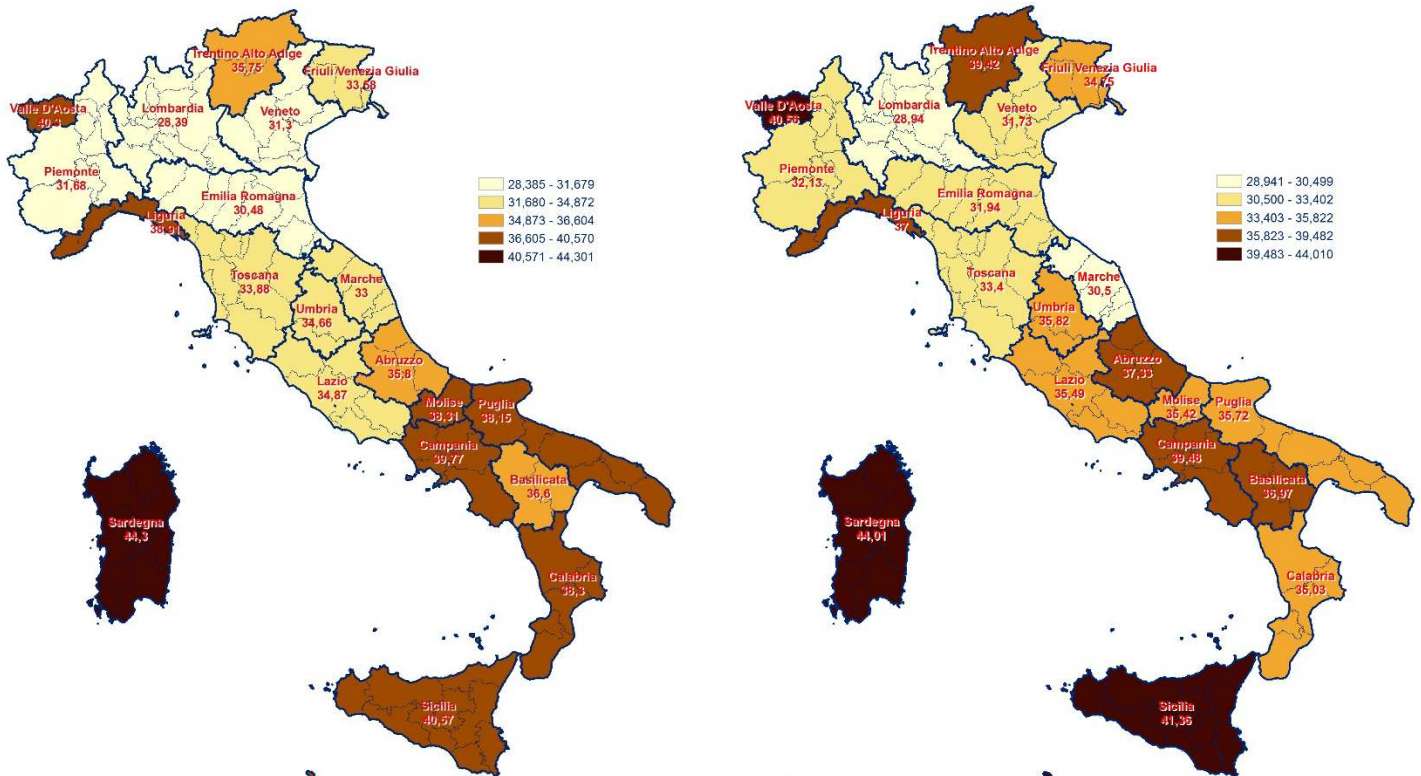 Trentino Alto Adige
35,75
Friuli Venezia Giulia
33,58
Valle D'Aosta
Lombardia
28,39
Veneto
31,3
Piemonte
31,68
Emilia Romagna
30,48
Liguria
38,91
28,385 - 31,679
31,680 - 34,872
34,873 - 36,604
36,605 - 40,570
40,571 - 44,301
Toscana
33,88
Marche
33
Umbria
34,66
Abruzzo
35,8
Lazio
34,87
Molise
38,31
Puglia
38,15
Campania
39,77
Basilicata
36,6
Sardegna
44,3
Calabria
38,3
Sicilia
40,57
Trentino Alto Adige
39,42
Friuli Venezia Giulia
34,75
Valle D'Aosta
40,56
Lombardia
28,94
Veneto
31,73
Piemonte
32,13
Emilia Romagna
31,94
Liguria
37
28,941 - 30,499
30,500 - 33,402
33,403 - 35,822
35,823 - 39,482
39,483 - 44,010
Toscana
33,4
Marche
30,5
Umbria
35,82
Abruzzo
37,33
Lazio
35,49
Molise
35,42
Puglia
35,72
Campania
39,48
Basilicata
36,97
Sardegna
44,01
Calabria
35,03
Sicilia
41,36